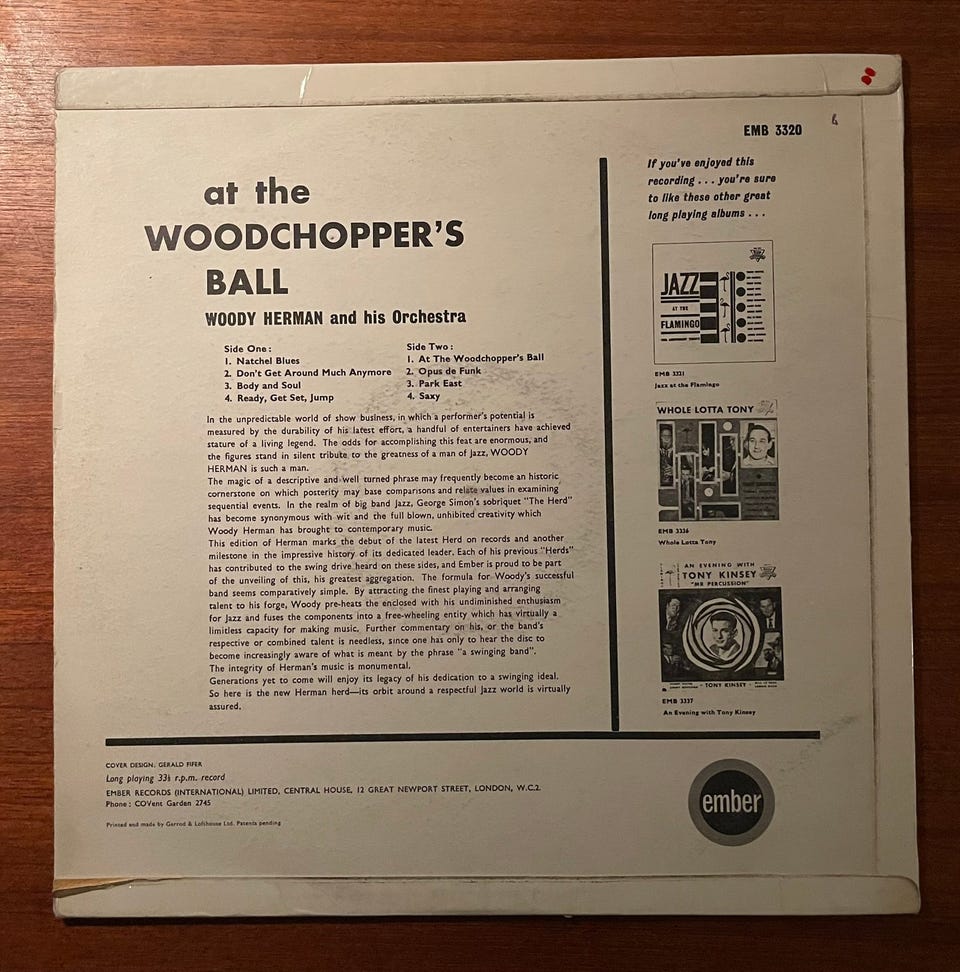 EMB 3320
at the
WOODCHOPPER'S
BALL
WOODY HERMAN and his Orchestra
Side One:
1. Natchel Blues
2. Don't Get Around Much Anymore
3. Body and Soul
4. Ready, Get Set, Jump
Side Two:
1. At The Woodchopper's Ball
2. Opus de Funk
3. Park East
4. Saxy
In the unpredictable world of show business, in which a performer's potential is
measured by the durability of his latest effort, a handful of entertainers have achieved
stature of a living legend. The odds for accomplishing this feat are enormous, and
the figures stand in silent tribute to the greatness of a man of Jazz, WOODY
HERMAN is such a man.
The magic of a descriptive and well turned phrase may frequently become an historic
cornerstone on which posterity may base comparisons and relate values in examining
sequential events. In the realm of big band Jazz, George Simon's sobriquet "The Herd"
has become synonymous with wit and the full blown, unhibited creativity which
Woody Herman has brought to contemporary music.
This edition of Herman marks the debut of the latest Herd on records and another
milestone in the impressive history of its dedicated leader. Each of his previous "Herds"
has contributed to the swing drive heard on these sides, and Ember is proud to be part
of the unveiling of this, his greatest aggregation. The formula for Woody's successful
band seems comparatively simple. By attracting the finest playing and arranging
talent to his forge, Woody pre-heats the enclosed with his undiminished enthusiasm
for Jazz and fuses the components into a free-wheeling entity which has virtually a
limitless capacity for making music. Further commentary on his, or the band's
respective or combined talent is needless, since one has only to hear the disc to
become increasingly aware of what is meant by the phrase "a swinging band".
The integrity of Herman's music is monumental.
Generations yet to come will enjoy its legacy of his dedication to a swinging ideal.
So here is the new Herman herd—its orbit around a respectful Jazz world is virtually
assured.
If you've enjoyed this
recording . . . you're sure
to like these other great
long playing albums . . .
JAZZ
AT THE
FLAMINGO
EMB 3321
Jazz at the Flamingo
WHOLE LOTTA TONY
EMB 3336
Whole Lotta Tony
AN EVENING WITH
TONY KINSEY
"MR PERCUSSION"
TONY KINSEY
EMB 3337
An Evening with Tony Kinsey
COVER DESIGN: GERALD FIFER
Long playing 33⅓ r.p.m. record
EMBER RECORDS (INTERNATIONAL) LIMITED, CENTRAL HOUSE, 12 GREAT NEWPORT STREET, LONDON, W.C.2.
Phone: COVent Garden 2745
Printed and made by Garrod & Lofthouse Ltd. Patents pending
ember